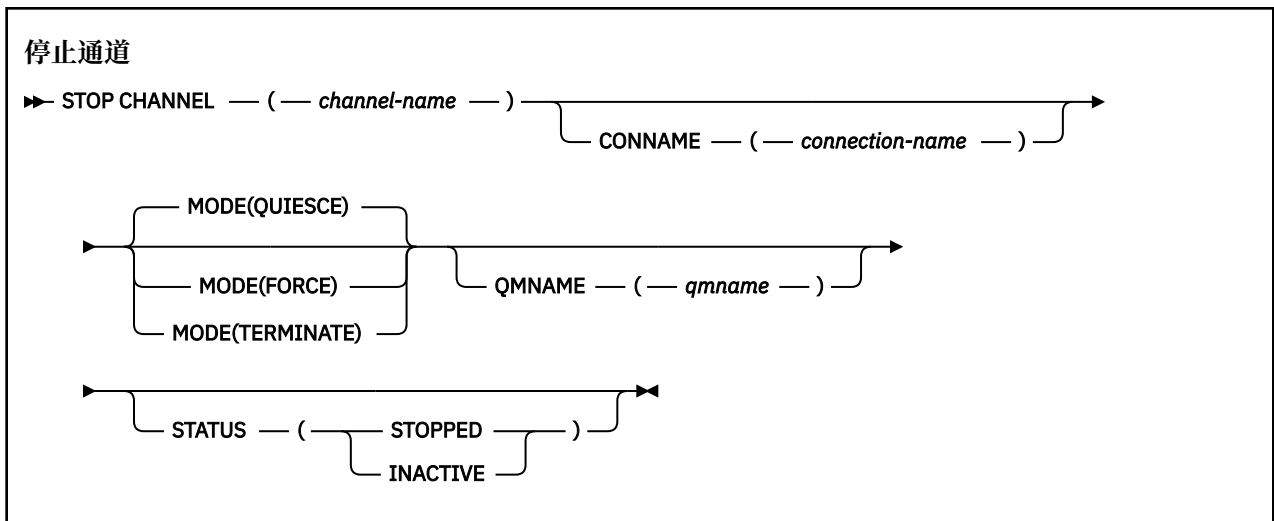 停止通道
STOP CHANNEL ( channel-name )
CONNAME ( connection-name )
MODE(QUIESCE)
MODE(FORCE)
MODE(TERMINATE)
QMNAME ( qmname )
STATUS ( STOPPED )
INACTIVE